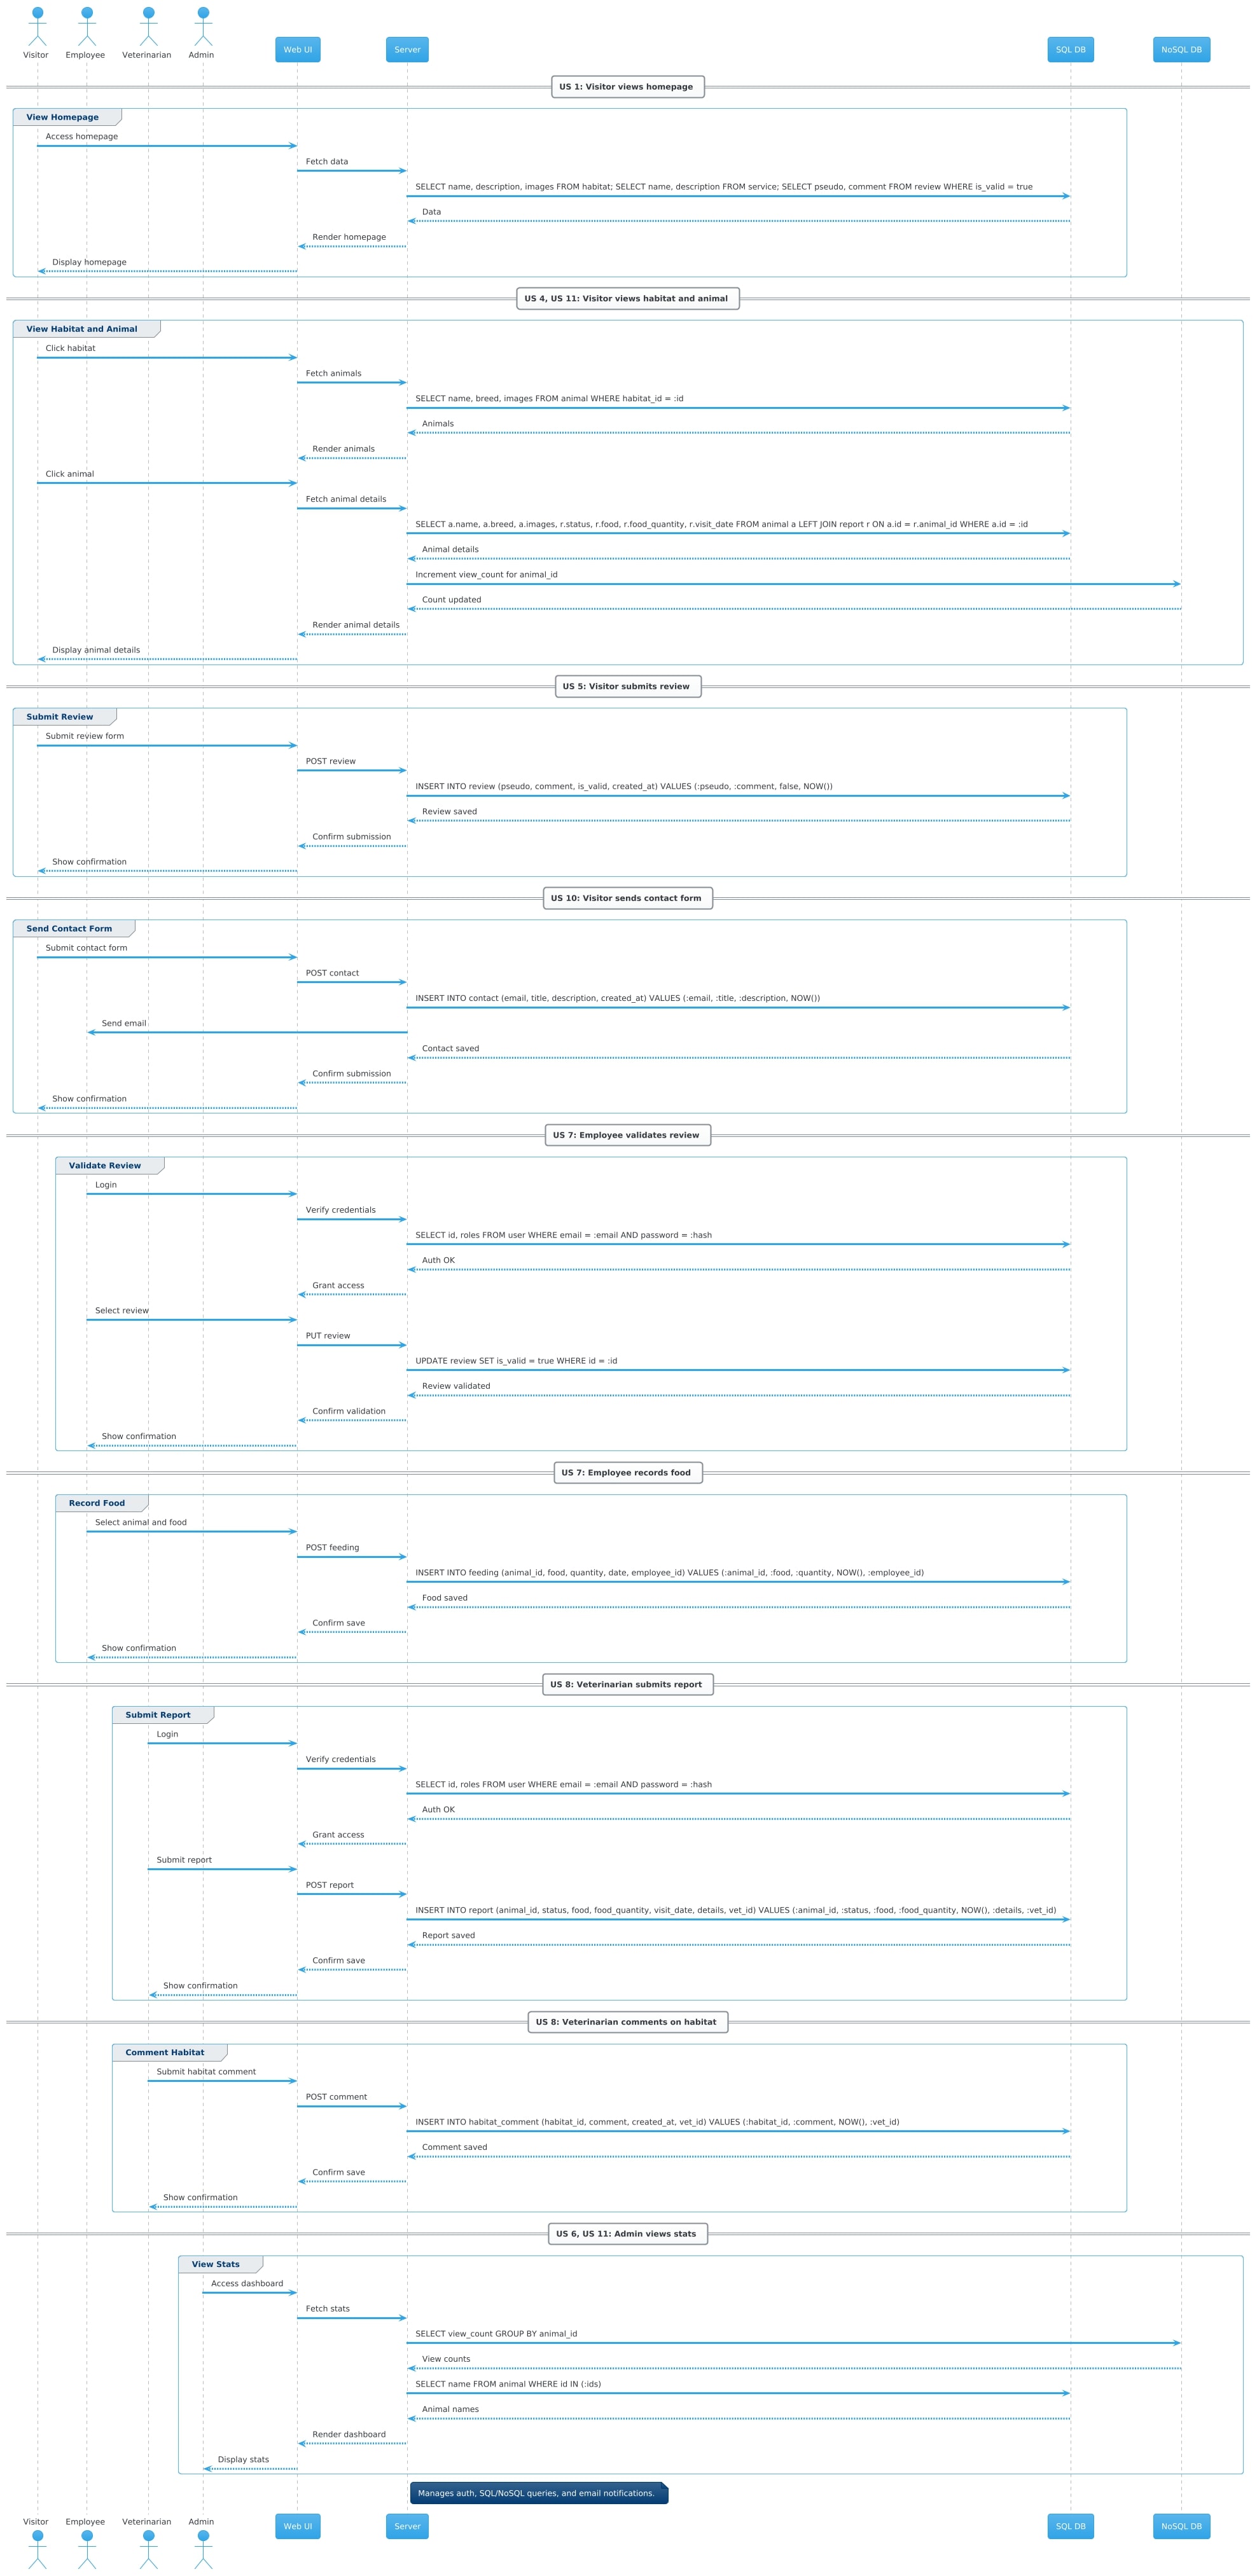 Visitor
Employee
Veterinarian
Admin
Web UI
Server
SQL DB
NoSQL DB
US 1: Visitor views homepage
View Homepage
Access homepage
Fetch data
SELECT name, description, images FROM habitat; SELECT name, description FROM service; SELECT pseudo, comment FROM review WHERE is_valid = true
Data
Render homepage
Display homepage
US 4, US 11: Visitor views habitat and animal
View Habitat and Animal
Click habitat
Fetch animals
SELECT name, breed, images FROM animal WHERE habitat_id = :id
Animals
Render animals
Click animal
Fetch animal details
SELECT a.name, a.breed, a.images, r.status, r.food, r.food_quantity, r.visit_date FROM animal a LEFT JOIN report r ON a.id = r.animal_id WHERE a.id = :id
Animal details
Increment view_count for animal_id
Count updated
Render animal details
Display animal details
US 5: Visitor submits review
Submit Review
Submit review form
POST review
INSERT INTO review (pseudo, comment, is_valid, created_at) VALUES (:pseudo, :comment, false, NOW())
Review saved
Confirm submission
Show confirmation
US 10: Visitor sends contact form
Send Contact Form
Submit contact form
POST contact
INSERT INTO contact (email, title, description, created_at) VALUES (:email, :title, :description, NOW())
Send email
Contact saved
Confirm submission
Show confirmation
US 7: Employee validates review
Validate Review
Login
Verify credentials
SELECT id, roles FROM user WHERE email = :email AND password = :hash
Auth OK
Grant access
Select review
PUT review
UPDATE review SET is_valid = true WHERE id = :id
Review validated
Confirm validation
Show confirmation
US 7: Employee records food
Record Food
Select animal and food
POST feeding
INSERT INTO feeding (animal_id, food, quantity, date, employee_id) VALUES (:animal_id, :food, :quantity, NOW(), :employee_id)
Food saved
Confirm save
Show confirmation
US 8: Veterinarian submits report
Submit Report
Login
Verify credentials
SELECT id, roles FROM user WHERE email = :email AND password = :hash
Auth OK
Grant access
Submit report
POST report
INSERT INTO report (animal_id, status, food, food_quantity, visit_date, details, vet_id) VALUES (:animal_id, :status, :food, :food_quantity, NOW(), :details, :vet_id)
Report saved
Confirm save
Show confirmation
US 8: Veterinarian comments on habitat
Comment Habitat
Submit habitat comment
POST comment
INSERT INTO habitat_comment (habitat_id, comment, created_at, vet_id) VALUES (:habitat_id, :comment, NOW(), :vet_id)
Comment saved
Confirm save
Show confirmation
US 6, US 11: Admin views stats
View Stats
Access dashboard
Fetch stats
SELECT view_count GROUP BY animal_id
View counts
SELECT name FROM animal WHERE id IN (:ids)
Animal names
Render dashboard
Display stats
Manages auth, SQL/NoSQL queries, and email notifications.
Visitor
Employee
Veterinarian
Admin
Web UI
Server
SQL DB
NoSQL DB